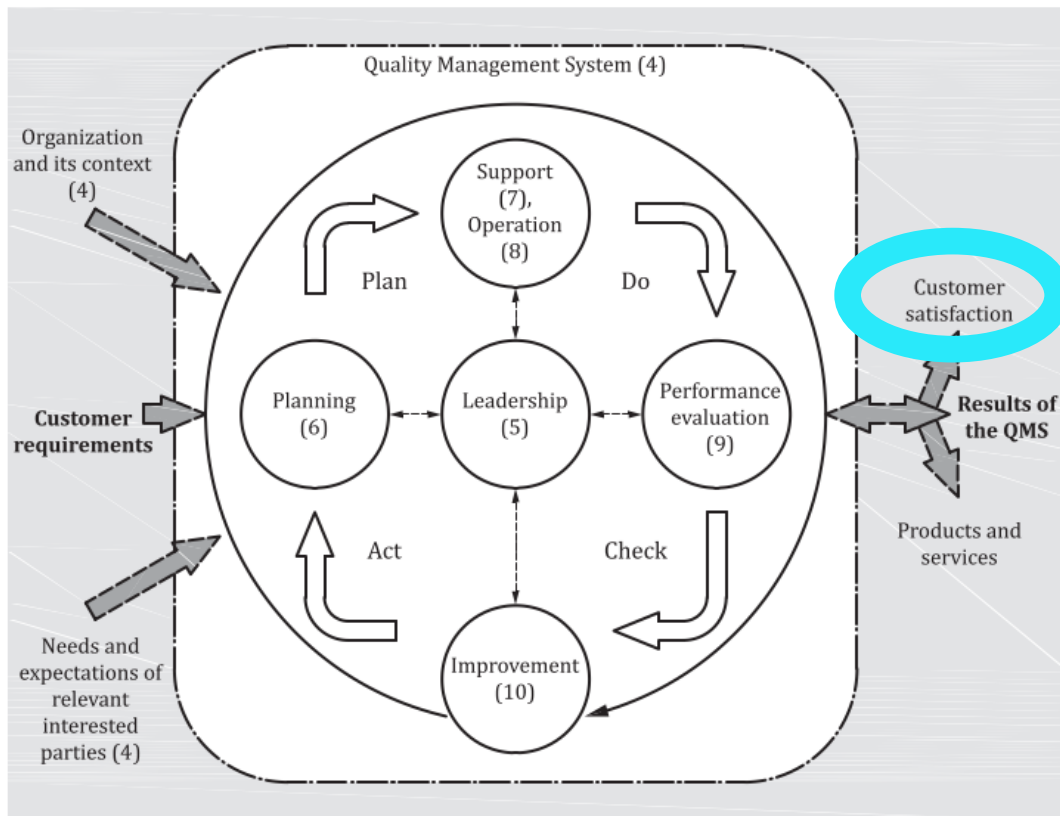 Quality Management System (4)
Organization
and its context
(4)
Support
(7),
Operation
(8)
Plan
Do
Customer
satisfaction
Planning
(6)
Leadership
(5)
Performance
evaluation
(9)
Customer
requirements
Results of
the QMS
Act
Check
Products and
services
Needs and
expectations of
relevant
interested
parties (4)
Improvement
(10)